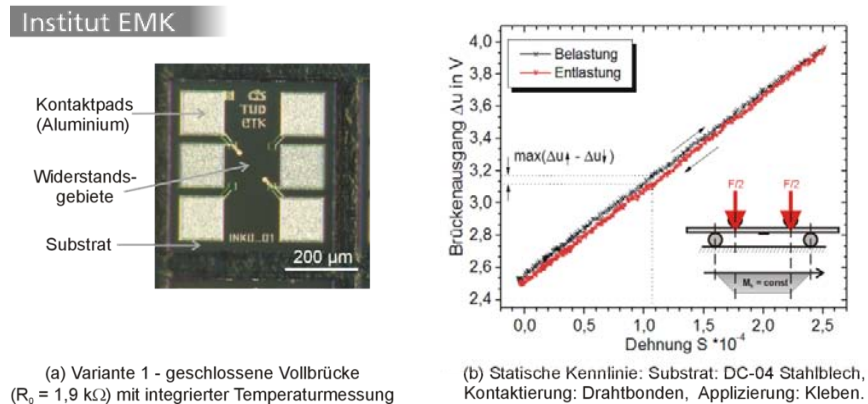 Institut EMK
Kontaktpads
(Aluminium)
Widerstands-
gebiete
Substrat
TUD
INK0_01
200 µm
(a) Variante 1 - geschlossene Vollbrücke
(R₀ = 1,9 kΩ) mit integrierter Temperaturmessung
Brückenausgang Δu in V
4,0
3,8
3,6
3,4
3,2
3,0
2,8
2,6
2,4
Belastung
Entlastung
max(Δu↑ - Δu↓)
F/2
F/2
= const
0,0
0,5
1,0
1,5
2,0
2,5
Dehnung S *10⁻⁴
(b) Statische Kennlinie: Substrat: DC-04 Stahlblech,
Kontaktierung: Drahtbonden, Applizierung: Kleben.